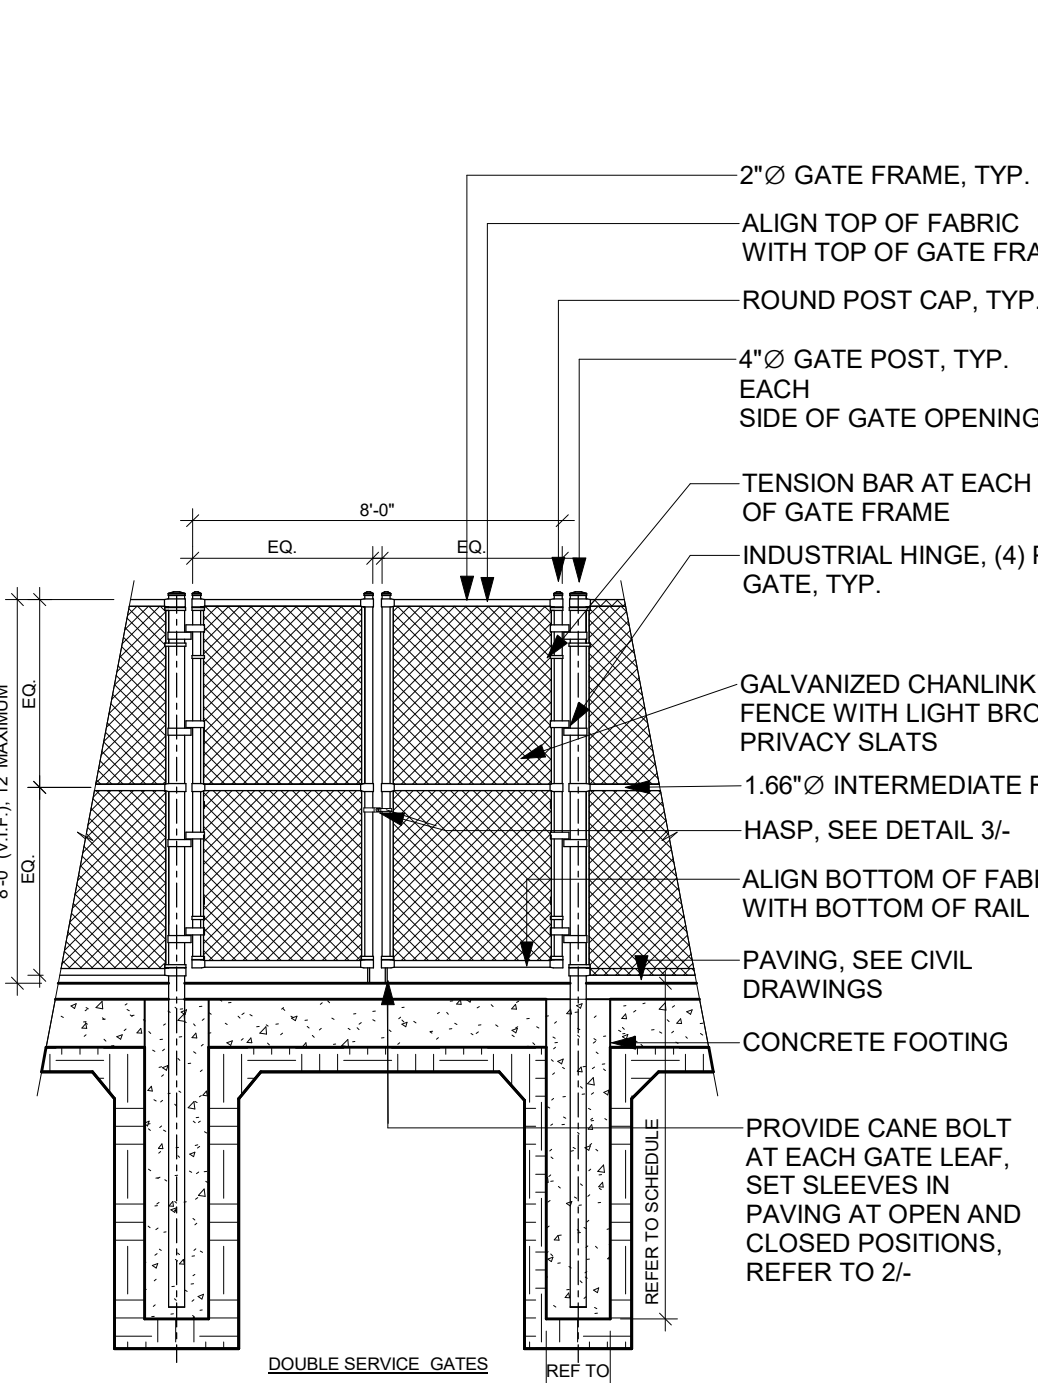 2"Ø GATE FRAME, TYP.
ALIGN TOP OF FABRIC
WITH TOP OF GATE FRA
ROUND POST CAP, TYP.
4"Ø GATE POST, TYP.
EACH
SIDE OF GATE OPENING
TENSION BAR AT EACH
OF GATE FRAME
INDUSTRIAL HINGE, (4) P
GATE, TYP.
GALVANIZED CHANLINK
FENCE WITH LIGHT BRO
PRIVACY SLATS
1.66"Ø INTERMEDIATE
HASP, SEE DETAIL 3/-
ALIGN BOTTOM OF FAB
WITH BOTTOM OF RAIL
PAVING, SEE CIVIL
DRAWINGS
CONCRETE FOOTING
PROVIDE CANE BOLT
AT EACH GATE LEAF,
SET SLEEVES IN
PAVING AT OPEN AND
CLOSED POSITIONS,
REFER TO 2/-
8'-0"
EQ.
EQ.
EQ.
EQ.
8'-0" (V.I.F.), 12' MAXIMUM
REFER TO SCHEDULE
DOUBLE SERVICE GATES
REF TO